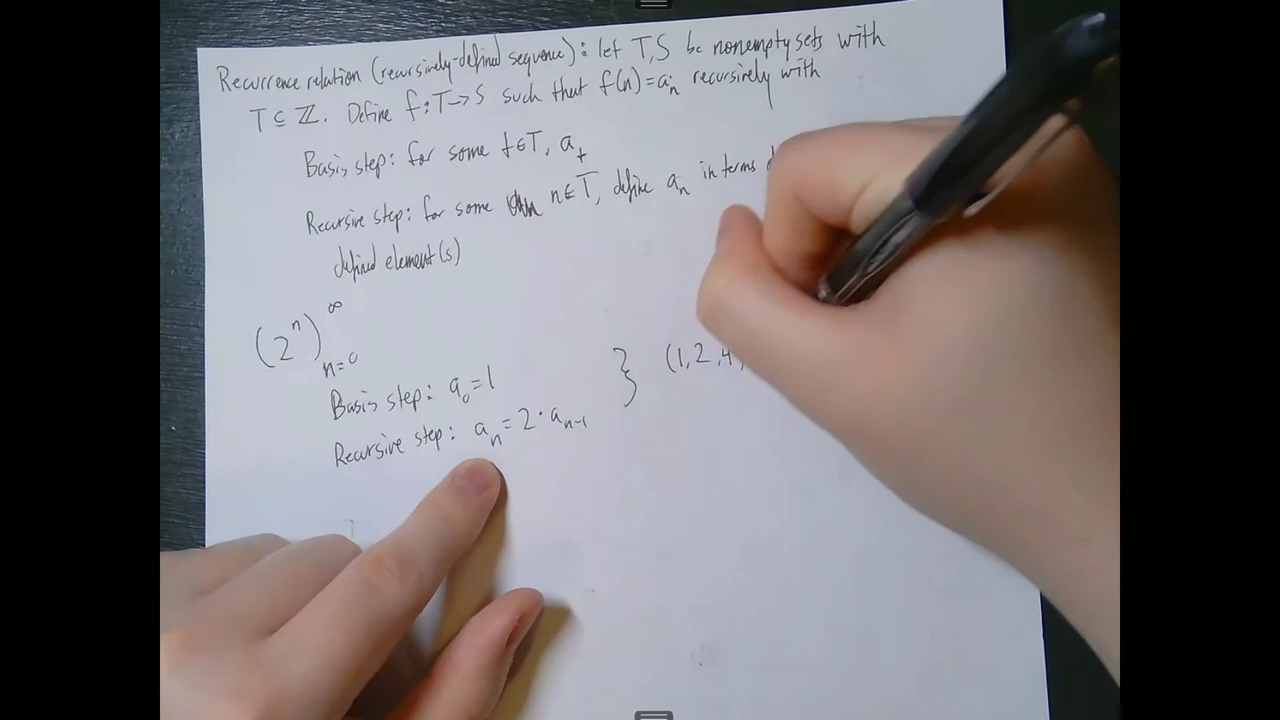 Recurrence relation (recursively-defined sequence): let T, S be nonempty sets with
T ⊆ ℤ. Define f: T→S such that f(n)=aₙ recursively with
Basis step: for some t∈T, aₜ
Recursive step: for some n∈T, define aₙ in terms
defined element(s)
(2ⁿ)_{n=0}^∞
Basis step: a₀=1
Recursive step: aₙ=2·aₙ₋₁
} (1,2,4,